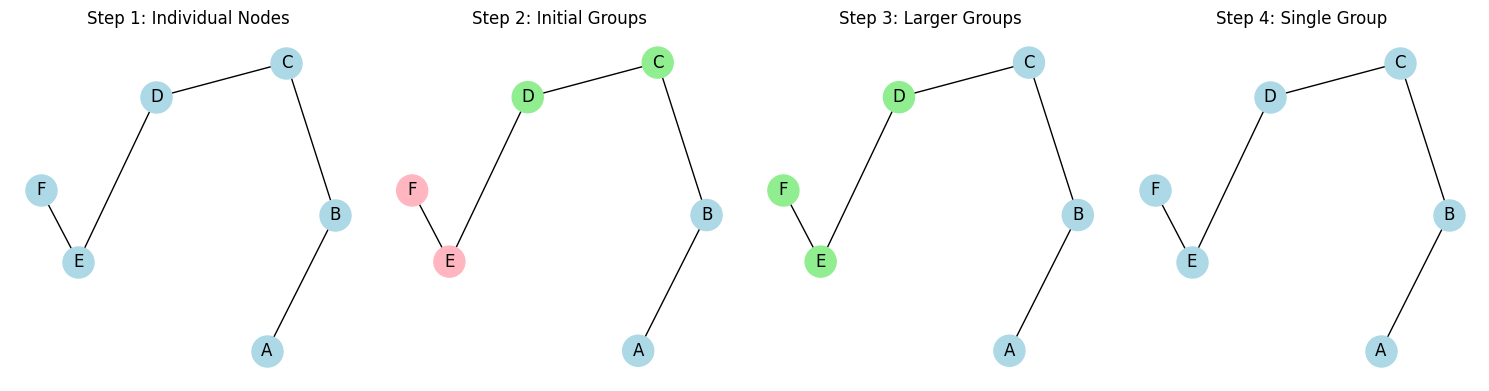 Step 1: Individual Nodes
C
D
F
B
E
A
Step 2: Initial Groups
C
D
F
B
E
A
Step 3: Larger Groups
C
D
F
B
E
A
Step 4: Single Group
C
D
F
B
E
A